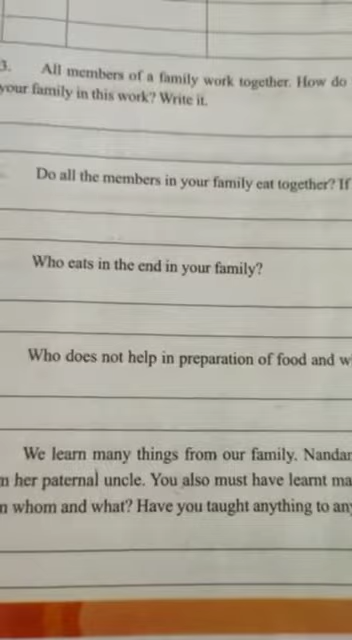 3. All members of a family work together. How do
your family in this work? Write it.
Do all the members in your family eat together? If
Who eats in the end in your family?
Who does not help in preparation of food and
We learn many things from our family.
her paternal uncle. You also must have learnt
whom and what? Have you taught anything to